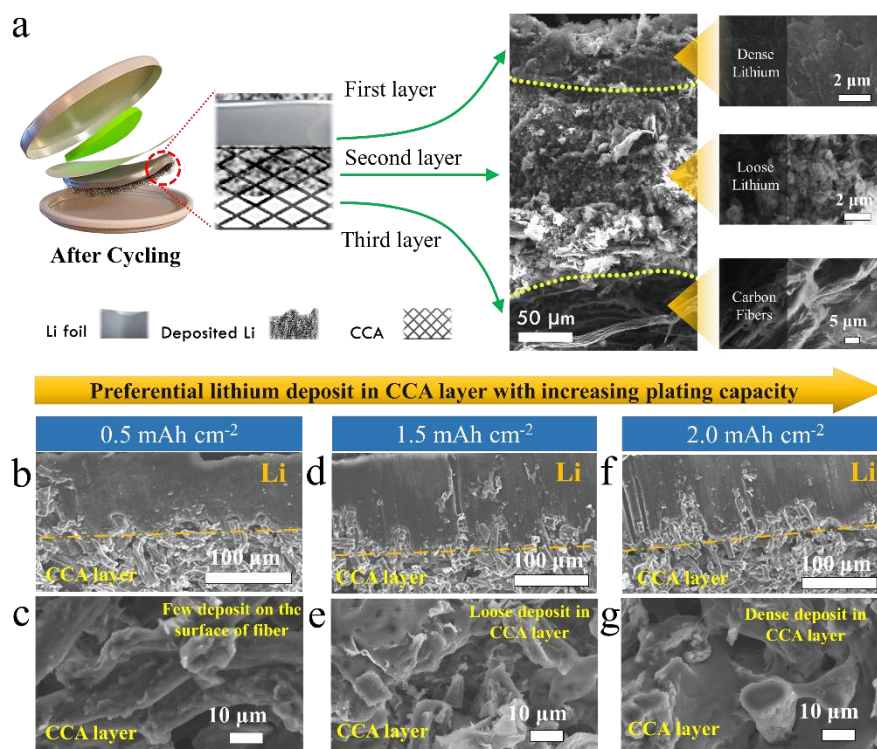 a
First layer
Second layer
Third layer
After Cycling
Li foil
Deposited Li
CCA
50 μm
Dense
Lithium
2 μm
Loose
Lithium
2 μm
Carbon
Fibers
5 μm
Preferential lithium deposit in CCA layer with increasing plating capacity
0.5 mAh cm⁻²
1.5 mAh cm⁻²
2.0 mAh cm⁻²
b
Li
CCA layer
100 μm
d
Li
CCA layer
100 μm
f
Li
CCA layer
100 μm
c
Few deposit on the
surface of fiber
CCA layer
10 μm
e
Loose deposit in
CCA layer
CCA layer
10 μm
g
Dense deposit in
CCA layer
CCA layer
10 μm